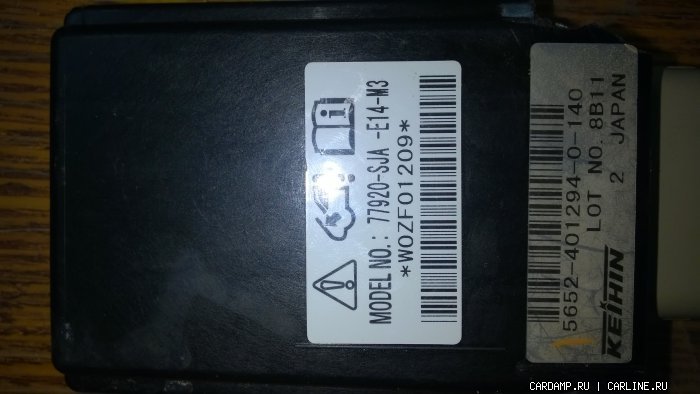 MODEL NO.: 77920-SJA -E14-M3
*W0ZF01209*
5652-401294-0-140
LOT NO. 8B11
KEIHIN 2 JAPAN
CARDAMP.RU | CARLINE.RU